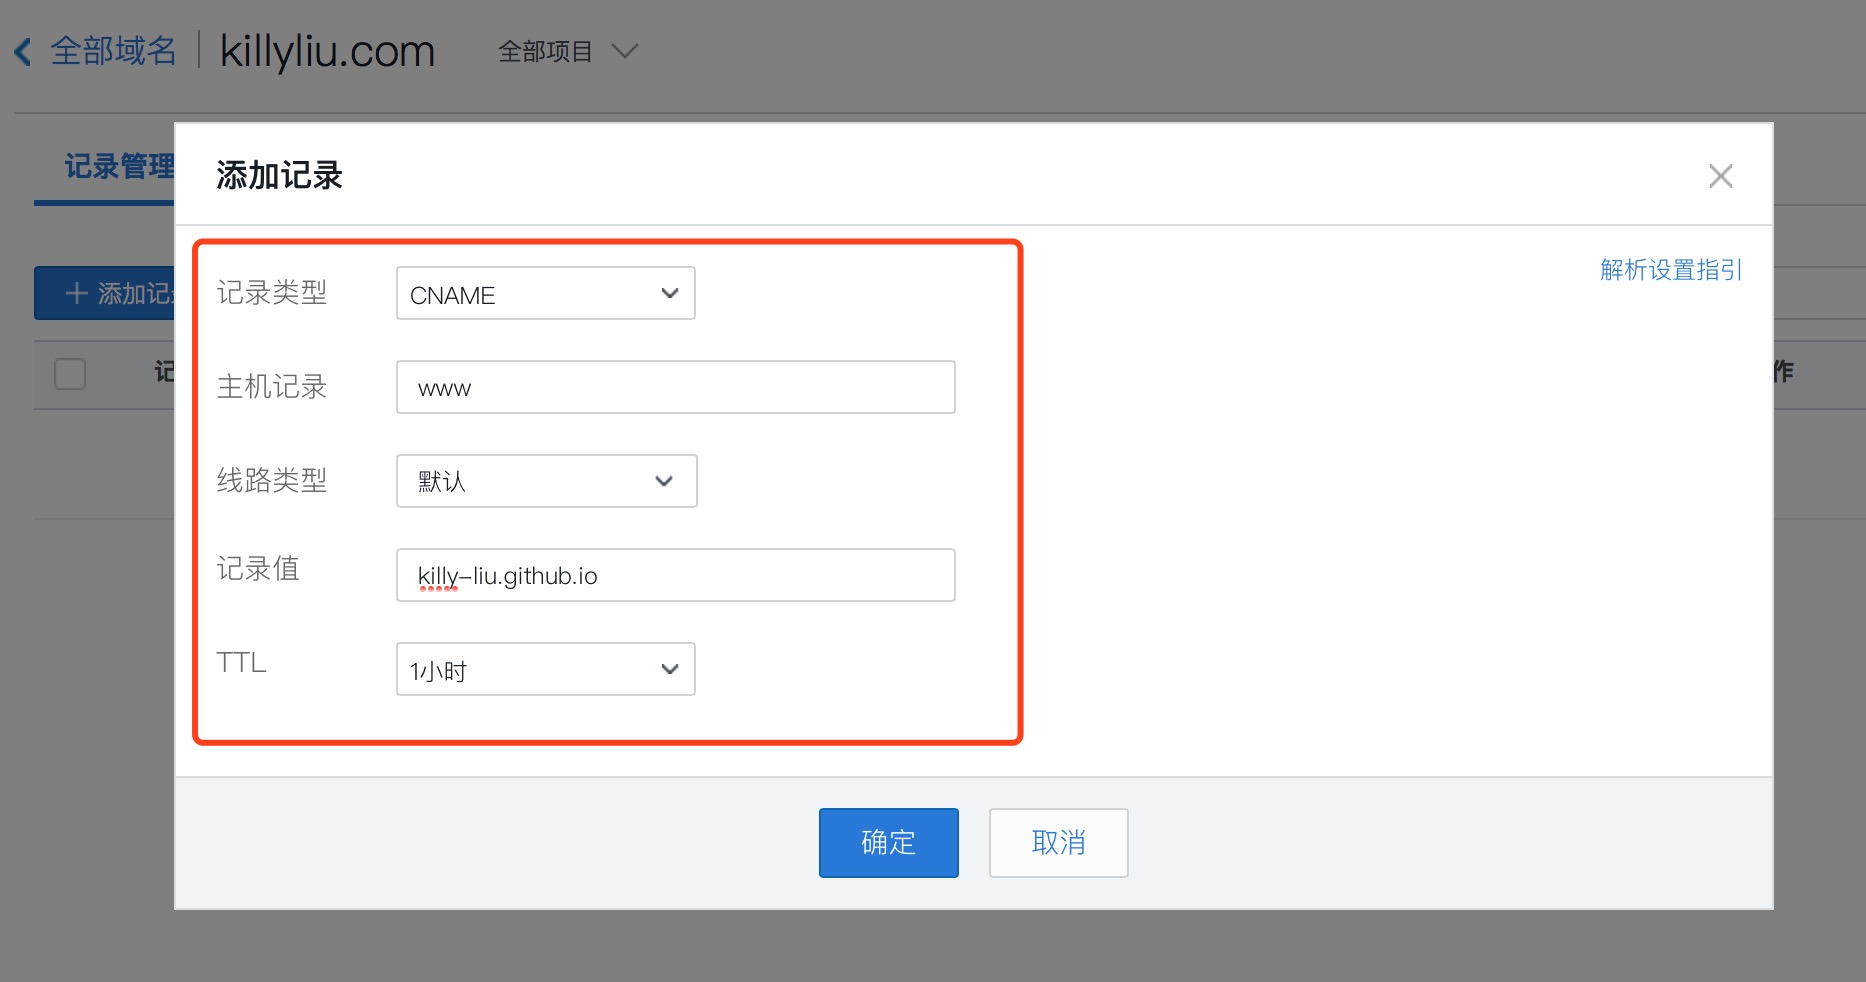 全部域名 killyliu.com 全部项目
记录管理
添加记录
解析设置指引
添加记
记录类型 CNAME
主机记录 www
线路类型 默认
记录值 killy-liu.github.io
TTL 1小时
记
作
确定 取消